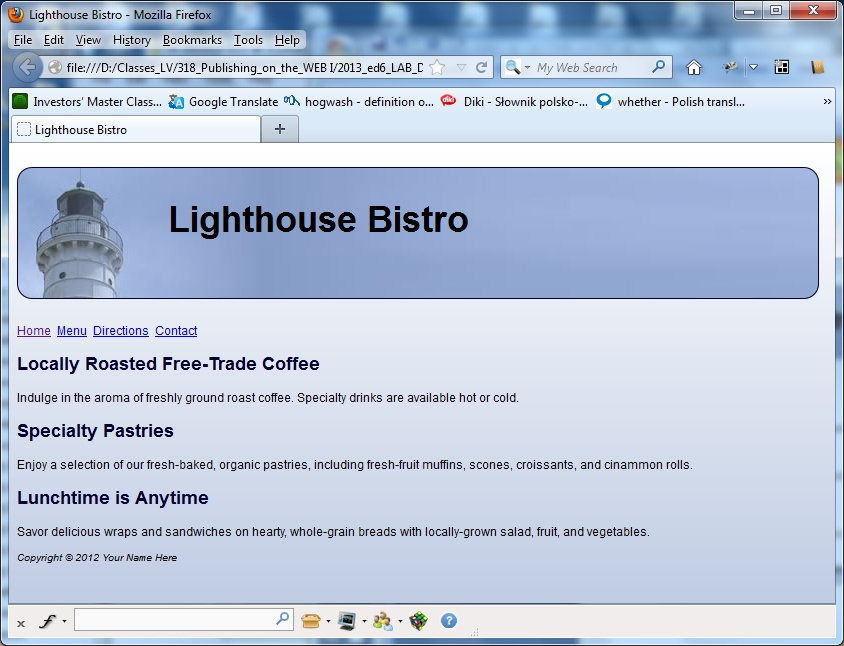 Lighthouse Bistro - Mozilla Firefox
File Edit View History Bookmarks Tools Help
file:///D:/Classes_LV/318_Publishing_on_the_WEB I/2013_ed6_LAB_D My Web Search
Investors' Master Class... Google Translate hogwash - definition o... diki Diki - Słownik polsko-... whether - Polish transl... »
Lighthouse Bistro +
Lighthouse Bistro
Home Menu Directions Contact
Locally Roasted Free-Trade Coffee
Indulge in the aroma of freshly ground roast coffee. Specialty drinks are available hot or cold.
Specialty Pastries
Enjoy a selection of our fresh-baked, organic pastries, including fresh-fruit muffins, scones, croissants, and cinammon rolls.
Lunchtime is Anytime
Savor delicious wraps and sandwiches on hearty, whole-grain breads with locally-grown salad, fruit, and vegetables.
Copyright © 2012 Your Name Here
x f ?